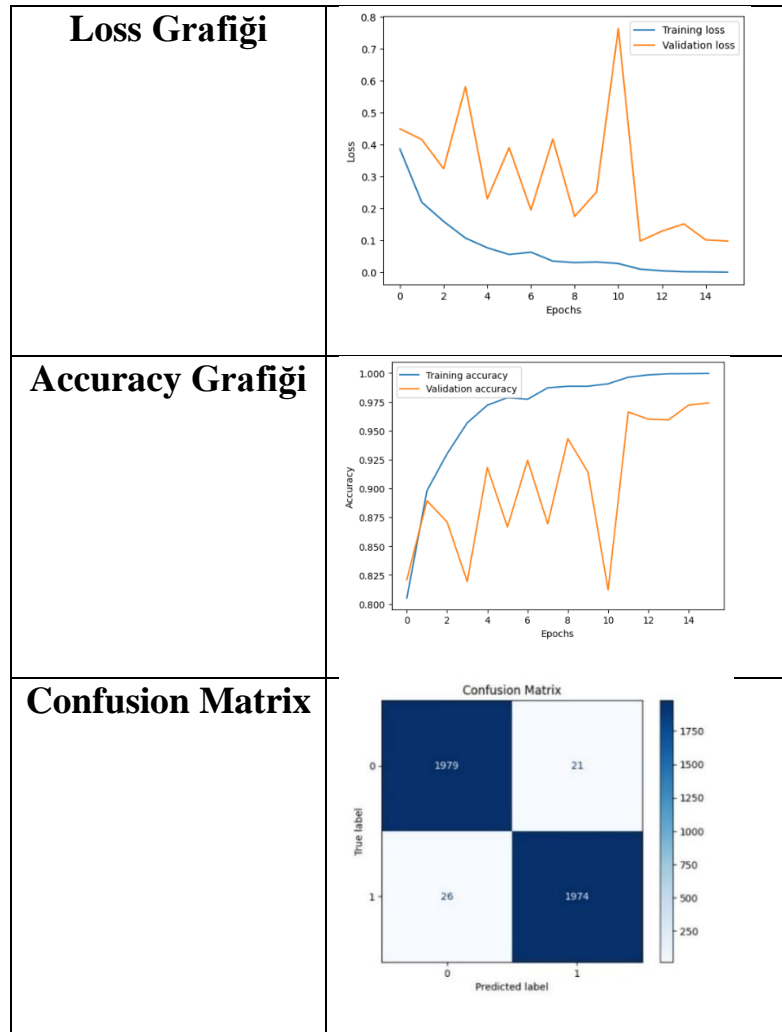 Loss Grafiği
0.8
0.7
0.6
0.5
0.4
0.3
0.2
0.1
0.0
Loss
Training loss
Validation loss
0 2 4 6 8 10 12 14
Epochs
Accuracy Grafiği
1.000
0.975
0.950
0.925
0.900
0.875
0.850
0.825
0.800
Accuracy
Training accuracy
Validation accuracy
0 2 4 6 8 10 12 14
Epochs
Confusion Matrix
Confusion Matrix
True label
0
1979 21
1
26 1974
0 1
Predicted label
1750
1500
1250
1000
750
500
250